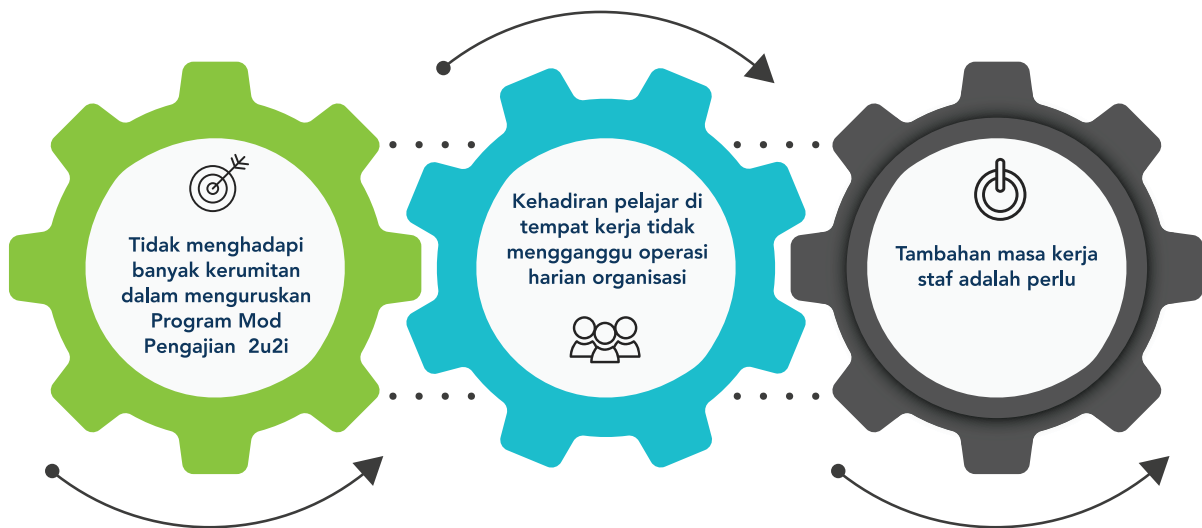 Tidak menghadapi
banyak kerumitan
dalam menguruskan
Program Mod
Pengajian 2u2i
Kehadiran pelajar di
tempat kerja tidak
mengganggu operasi
harian organisasi
Tambahan masa kerja
staf adalah perlu